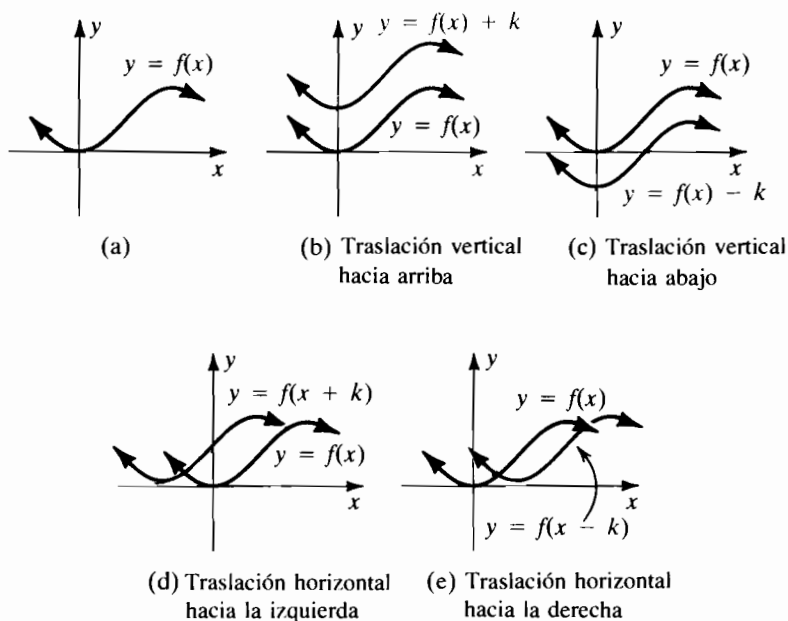 y
y = f(x)
x
(a)
y
y = f(x) + k
y = f(x)
x
(b) Traslación vertical
hacia arriba
y
y = f(x)
x
y = f(x) − k
(c) Traslación vertical
hacia abajo
y
y = f(x + k)
y = f(x)
x
(d) Traslación horizontal
hacia la izquierda
y
y = f(x)
x
y = f(x − k)
(e) Traslación horizontal
hacia la derecha